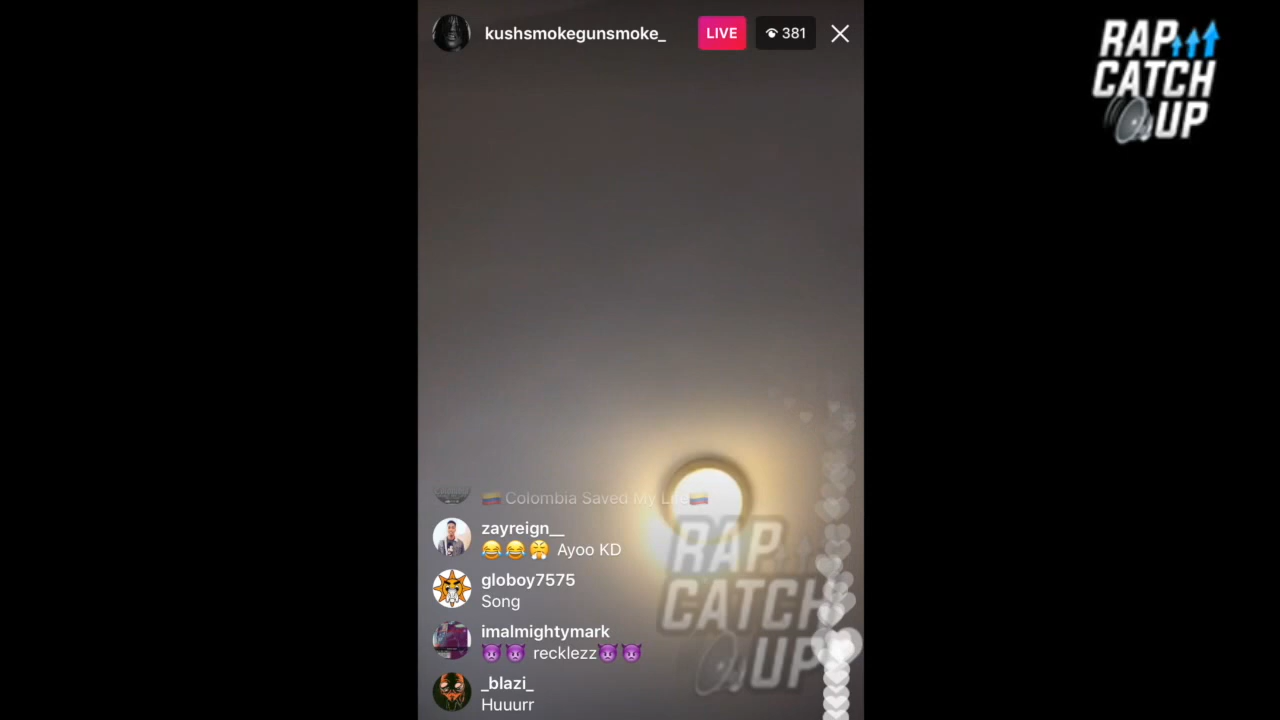 kushsmokegunsmoke_
LIVE
381
RAP
CATCH
UP
🇨🇴 Colombia Saved My Life 🇨🇴
zayreign__
😂😂😤 Ayoo KD
globoy7575
Song
imalmightymark
😈😈 recklezz😈😈
_blazi_
Huuurr
RAP
CATCH
UP